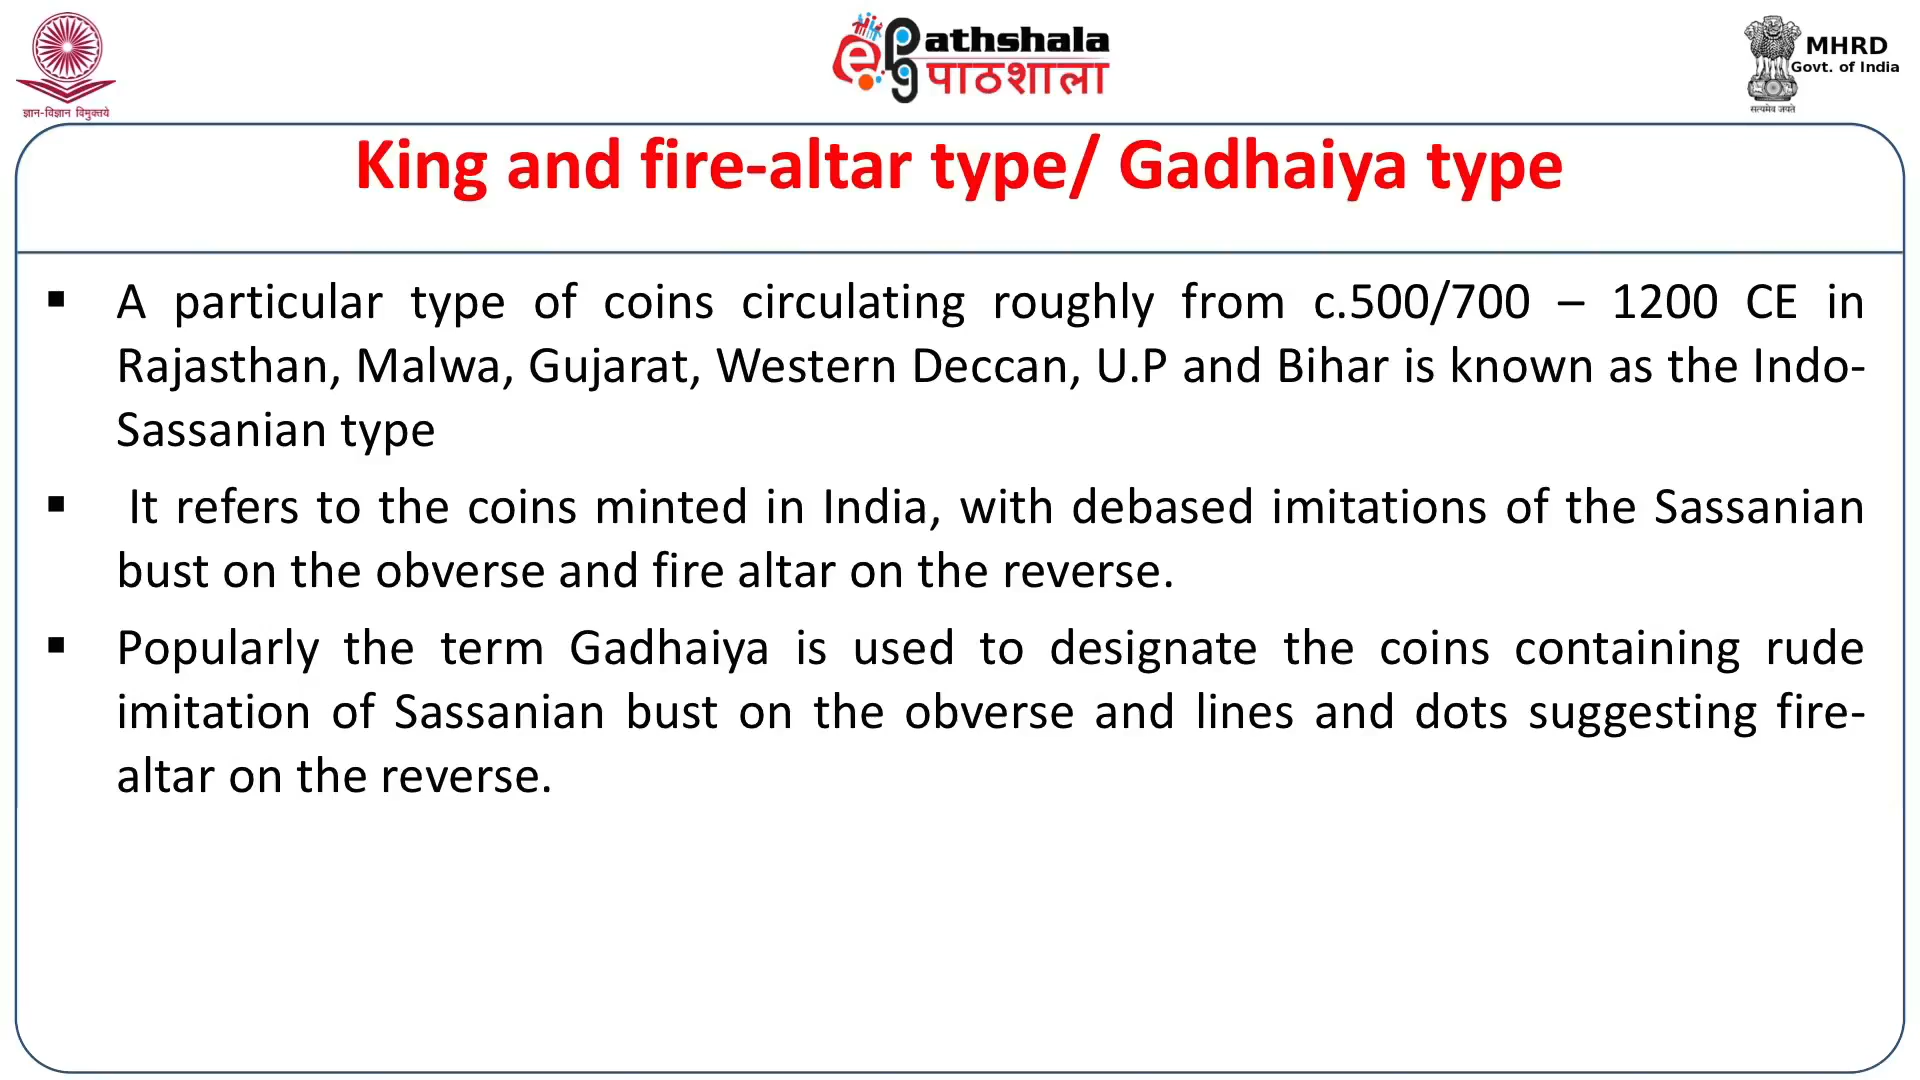 ज्ञान-विज्ञान विमुक्तये
ePg Pathshala
पाठशाला
MHRD
Govt. of India
सत्यमेव जयते
King and fire-altar type/ Gadhaiya type
▪ A particular type of coins circulating roughly from c.500/700 – 1200 CE in
Rajasthan, Malwa, Gujarat, Western Deccan, U.P and Bihar is known as the Indo-
Sassanian type
▪ It refers to the coins minted in India, with debased imitations of the Sassanian
bust on the obverse and fire altar on the reverse.
▪ Popularly the term Gadhaiya is used to designate the coins containing rude
imitation of Sassanian bust on the obverse and lines and dots suggesting fire-
altar on the reverse.